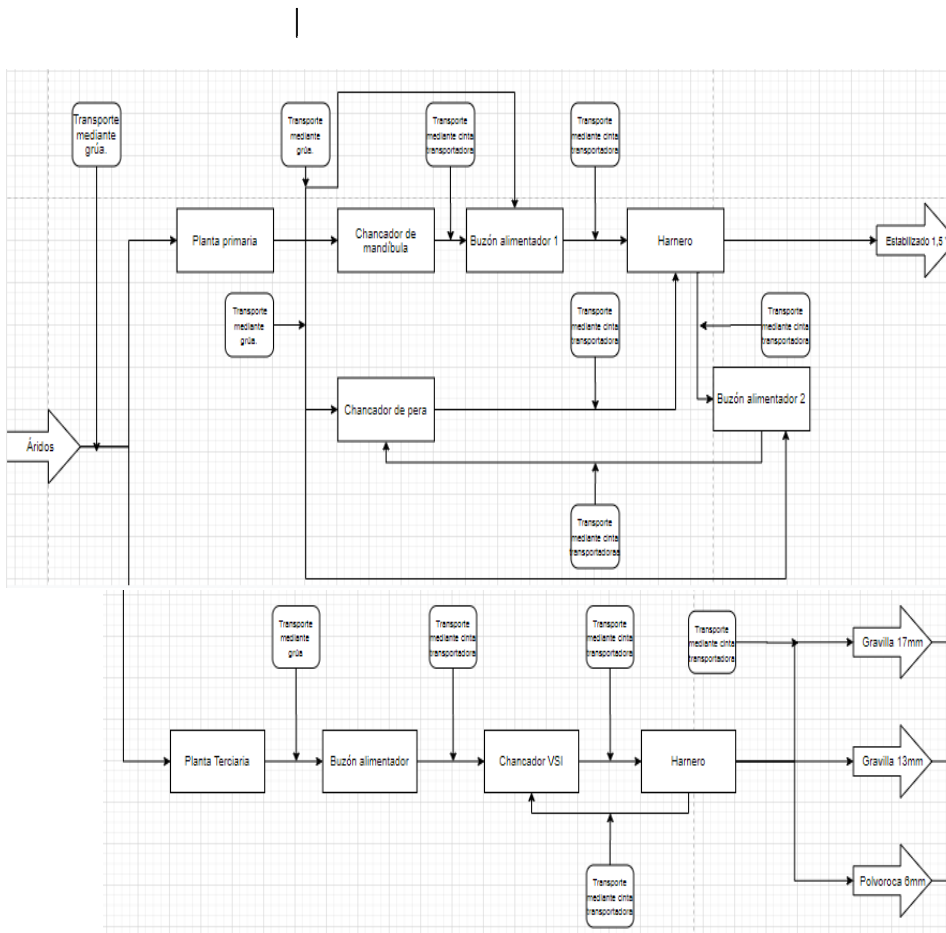 Transporte
mediante
grúa.
Transporte
mediante
grúa.
Transporte
mediante cinta
transportadora
Transporte
mediante cinta
transportadora
Planta primaria
Chancador de
mandíbula
Buzón alimentador 1
Harnero
Estabilizado 1,5 "
Transporte
mediante
grúa.
Transporte
mediante cinta
transportadora
Transporte
mediante cinta
transportadora
Chancador de pera
Buzón alimentador 2
Áridos
Transporte
mediante cinta
transportadoras
Transporte
mediante
grúa
Transporte
mediante cinta
transportadora
Transporte
mediante cinta
transportadora
Transporte
mediante cinta
transportadora
Gravilla 17mm
Planta Terciaria
Buzón alimentador
Chancador VSI
Harnero
Gravilla 13mm
Transporte
mediante cinta
transportadora
Polvoroca 6mm